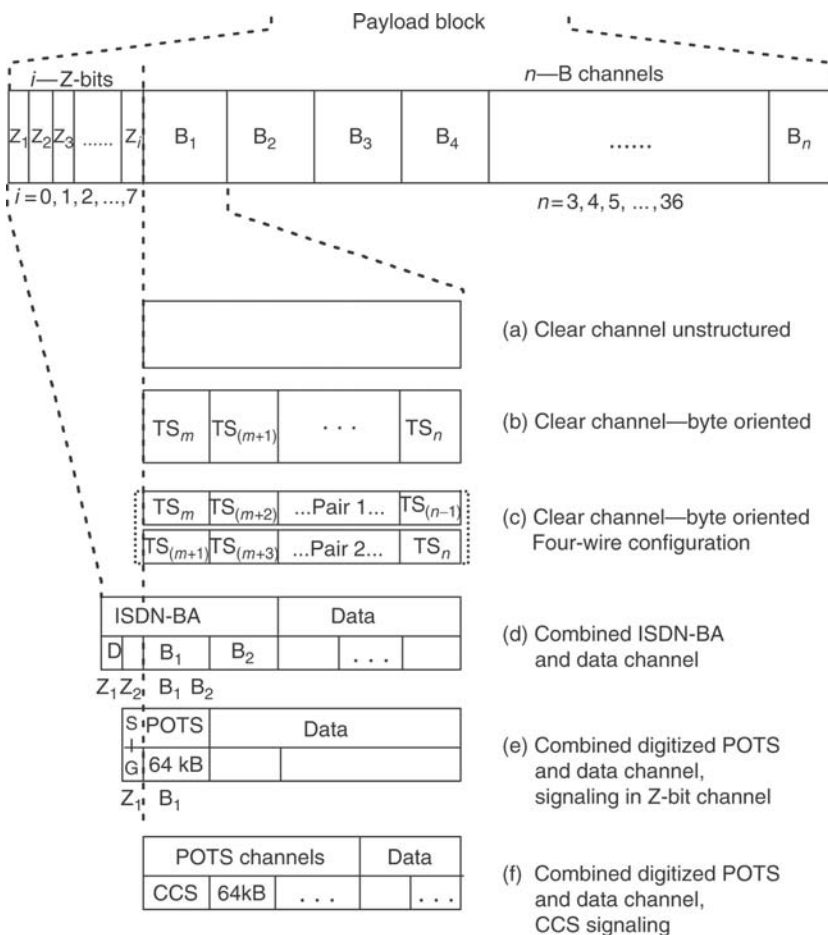 Payload block
i—Z-bits
n—B channels
Z1 Z2 Z3 ...... Zi B1 B2 B3 B4 ...... Bn
i = 0, 1, 2, ...,7
n = 3, 4, 5, ... , 36
(a) Clear channel unstructured
TSm TS(m+1) . . . TSn
(b) Clear channel—byte oriented
TSm TS(m+2) ...Pair 1... TS(n−1)
TS(m+1) TS(m+3) ...Pair 2... TSn
(c) Clear channel—byte oriented
Four-wire configuration
ISDN-BA Data
D B1 B2 . . .
Z1 Z2 B1 B2
(d) Combined ISDN-BA
and data channel
SIG POTS Data
64 kB
Z1 B1
(e) Combined digitized POTS
and data channel,
signaling in Z-bit channel
POTS channels Data
CCS 64kB . . . . . .
(f) Combined digitized POTS
and data channel,
CCS signaling